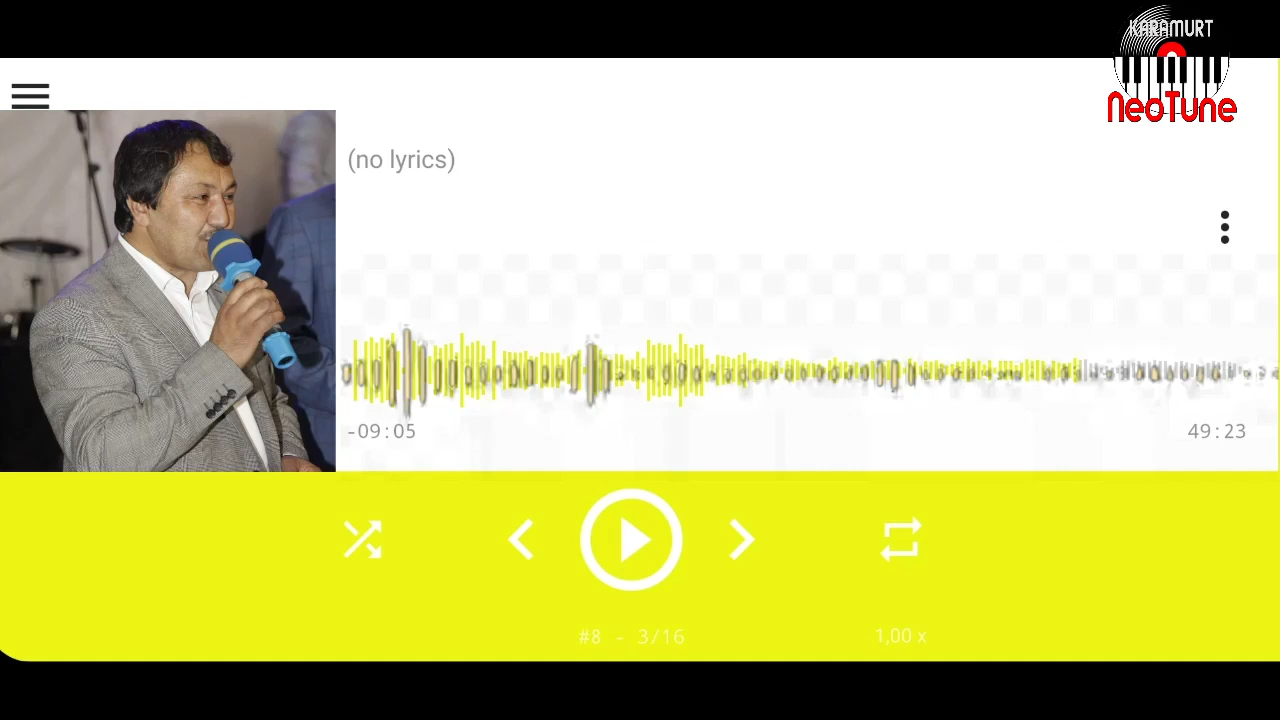 KARAMURT
NeoTune
(no lyrics)
-09:05
49:23
#8 - 3/16
1,00 x